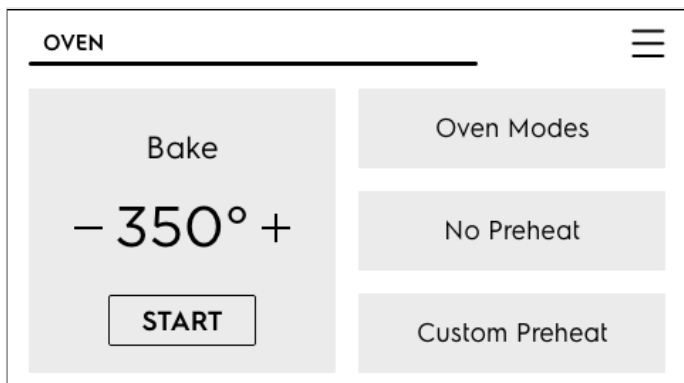 OVEN
Bake
− 350° +
START
Oven Modes
No Preheat
Custom Preheat